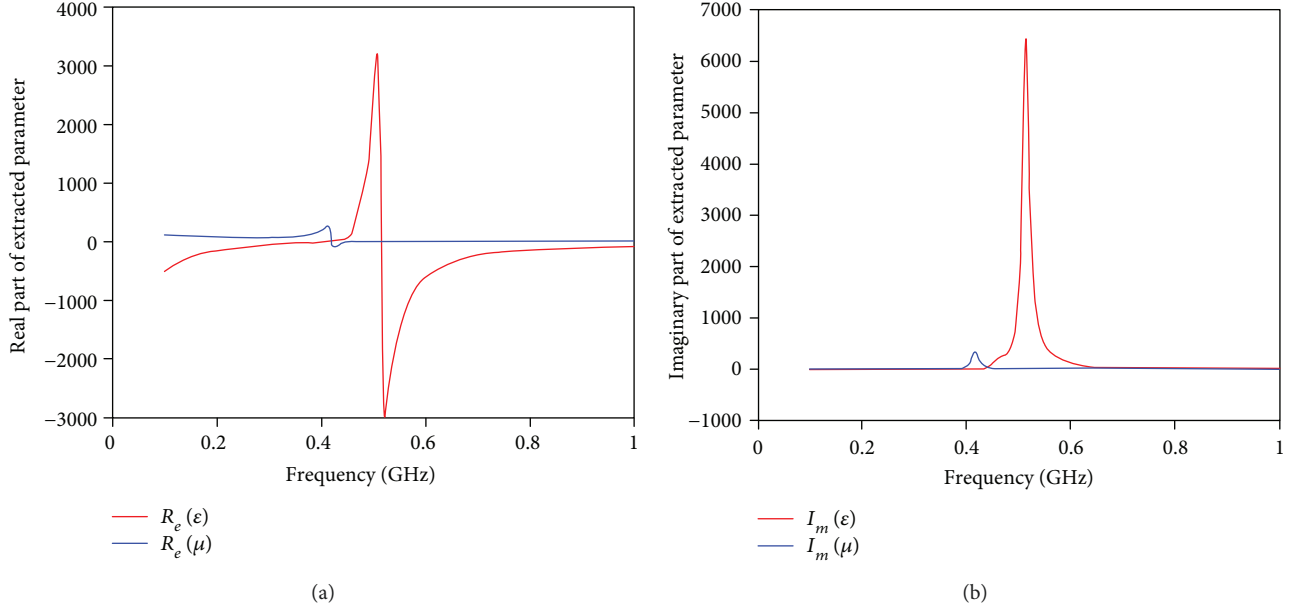 4000
3000
2000
1000
0
−1000
−2000
−3000
Real part of extracted parameter
0
0.2
0.4
0.6
0.8
1
Frequency (GHz)
R_e (ε)
R_e (μ)
(a)
7000
6000
5000
4000
3000
2000
1000
0
−1000
Imaginary part of extracted parameter
0
0.2
0.4
0.6
0.8
1
Frequency (GHz)
I_m (ε)
I_m (μ)
(b)